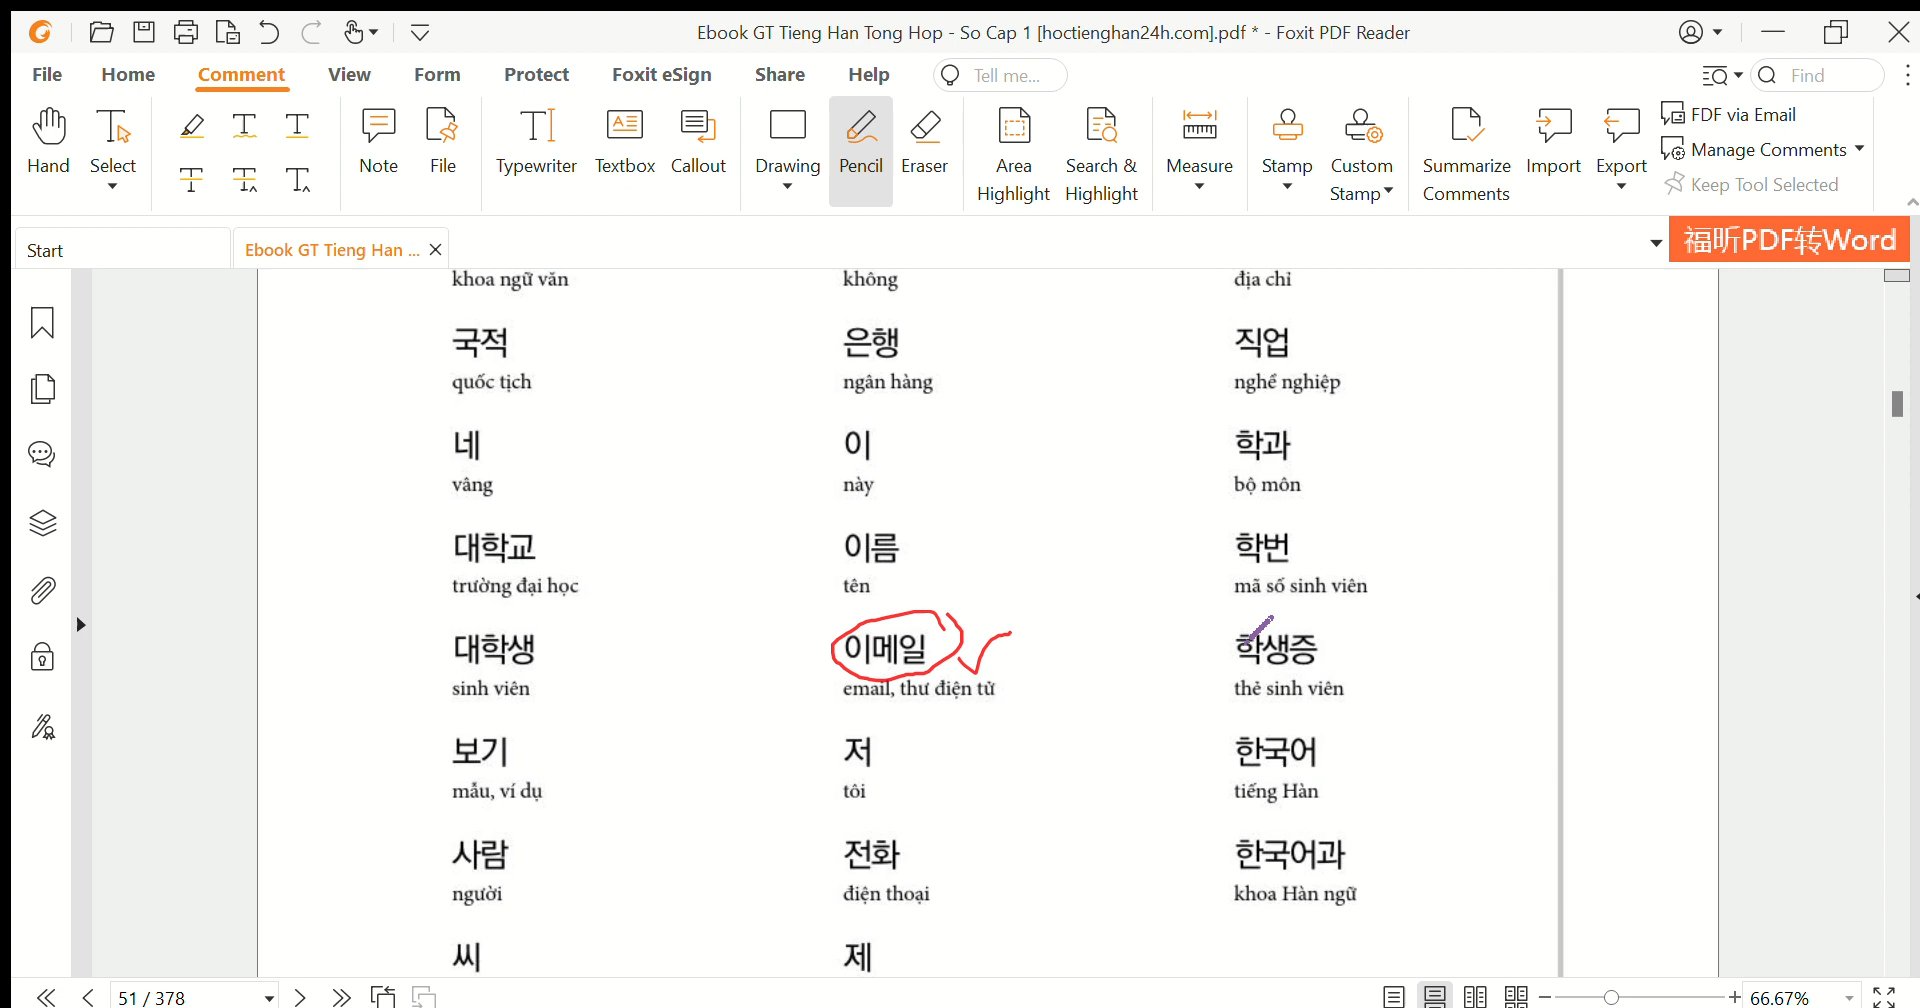 Ebook GT Tieng Han Tong Hop - So Cap 1 [hoctienghan24h.com].pdf * - Foxit PDF Reader
File Home Comment View Form Protect Foxit eSign Share Help Tell me... Find
Hand Select Note File Typewriter Textbox Callout Drawing Pencil Eraser Area Highlight Search & Highlight Measure Stamp Custom Stamp Summarize Comments Import Export
FDF via Email
Manage Comments
Keep Tool Selected
Start Ebook GT Tieng Han ... 福昕PDF转Word
khoa ngữ văn không địa chỉ
국적 은행 직업
quốc tịch ngân hàng nghề nghiệp
네 이 학과
vâng này bộ môn
대학교 이름 학번
trường đại học tên mã số sinh viên
대학생 이메일 학생증
sinh viên email, thư điện tử thẻ sinh viên
보기 저 한국어
mẫu, ví dụ tôi tiếng Hàn
사람 전화 한국어과
người điện thoại khoa Hàn ngữ
씨 제
51 / 378 66.67%